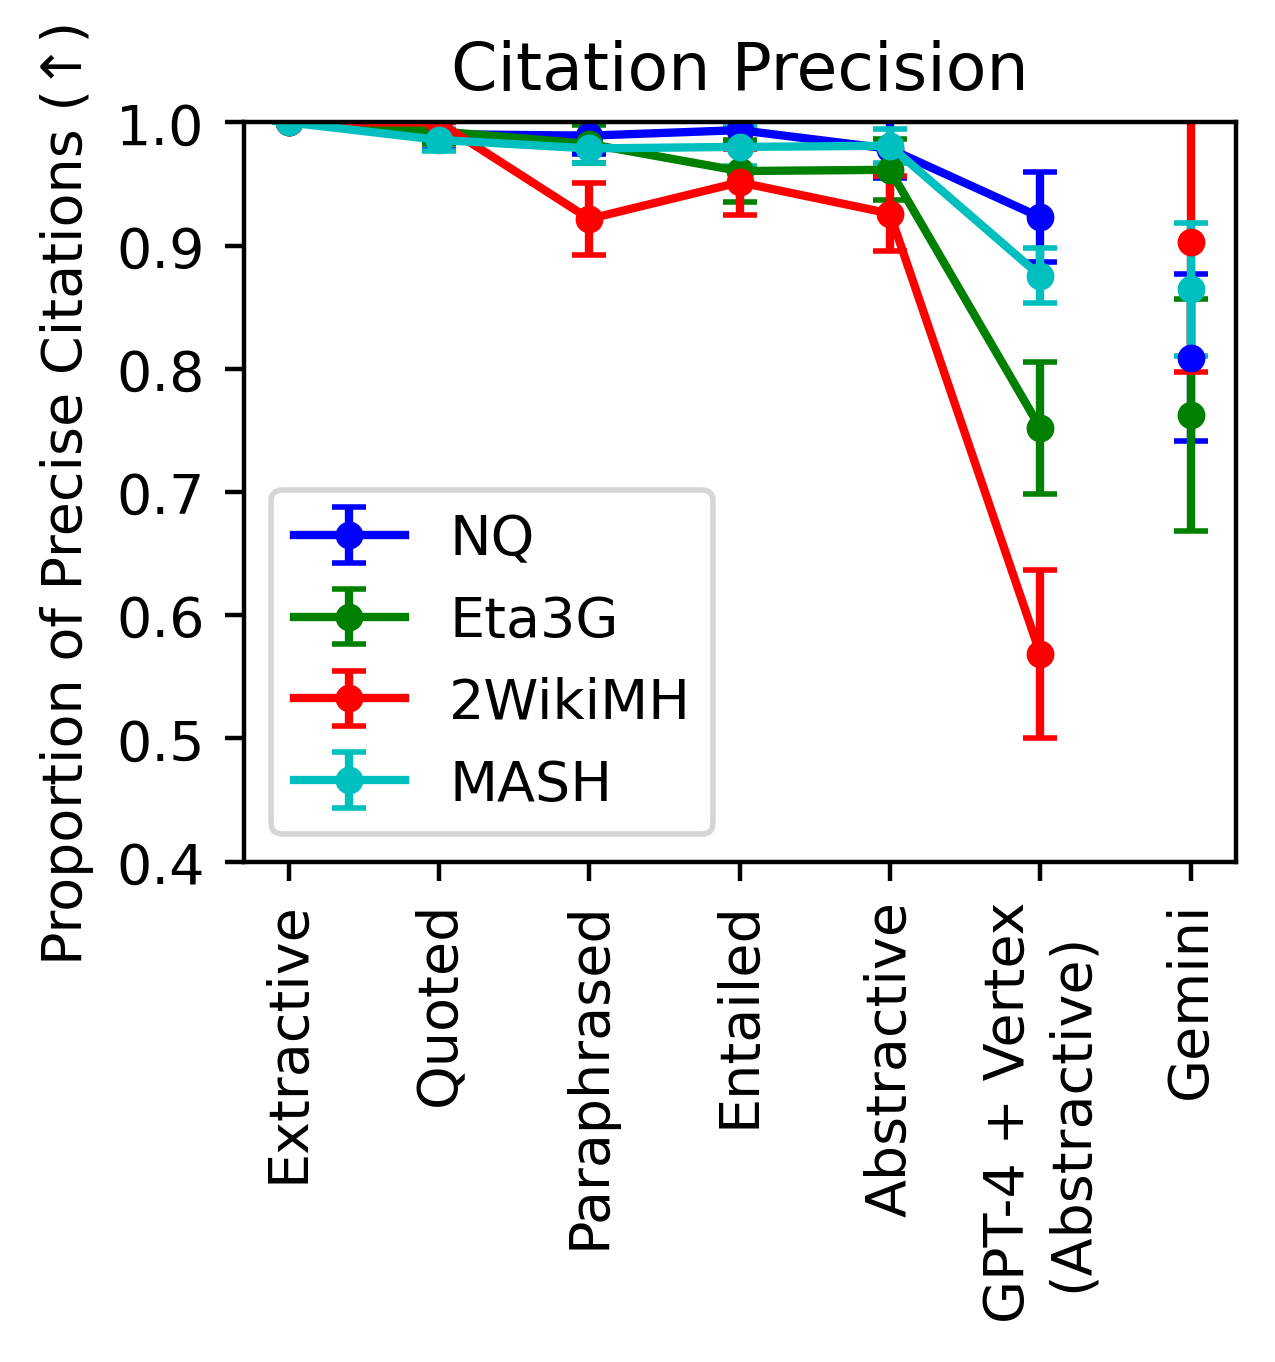 Citation Precision
Proportion of Precise Citations (↑)
1.0
0.9
0.8
0.7
0.6
0.5
0.4
NQ
Eta3G
2WikiMH
MASH
Extractive
Quoted
Paraphrased
Entailed
Abstractive
GPT-4 + Vertex
(Abstractive)
Gemini